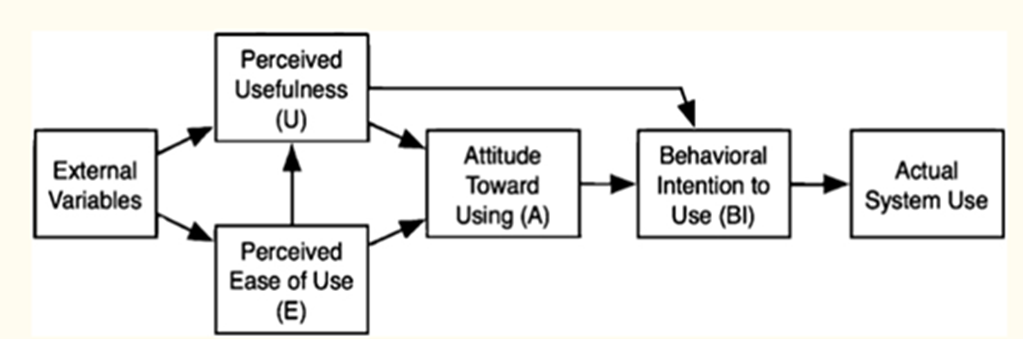 External
Variables
Perceived
Usefulness
(U)
Perceived
Ease of Use
(E)
Attitude
Toward
Using (A)
Behavioral
Intention to
Use (BI)
Actual
System Use